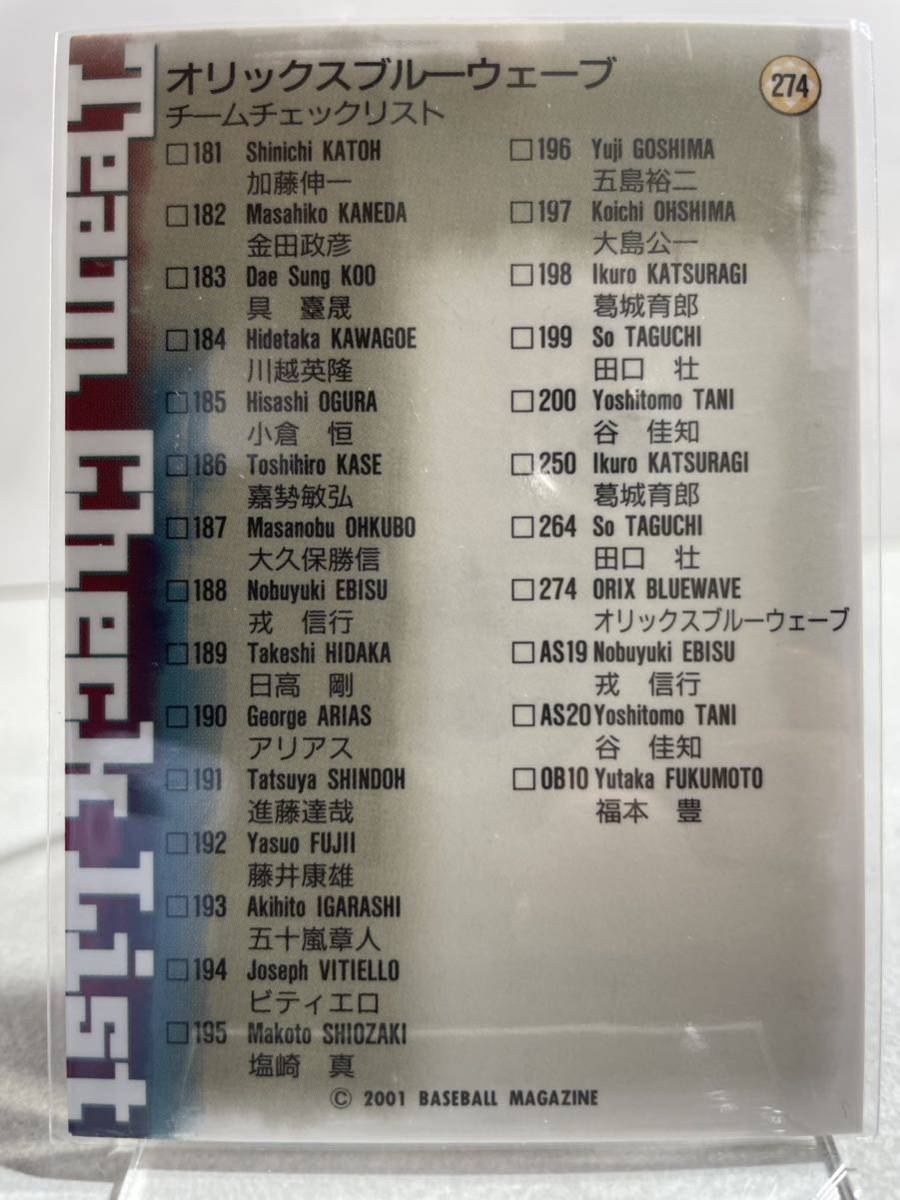 Team Check List
オリックスブルーウェーブ
274
チームチェックリスト
□181 Shinichi KATOH
加藤伸一
□182 Masahiko KANEDA
金田政彦
□183 Dae Sung KOO
具 臺晟
□184 Hidetaka KAWAGOE
川越英隆
□185 Hisashi OGURA
小倉 恒
□186 Toshihiro KASE
嘉勢敏弘
□187 Masanobu OHKUBO
大久保勝信
□188 Nobuyuki EBISU
戎 信行
□189 Takeshi HIDAKA
日高 剛
□190 George ARIAS
アリアス
□191 Tatsuya SHINDOH
進藤達哉
□192 Yasuo FUJII
藤井康雄
□193 Akihito IGARASHI
五十嵐章人
□194 Joseph VITIELLO
ビティエロ
□195 Makoto SHIOZAKI
塩崎 真
□196 Yuji GOSHIMA
五島裕二
□197 Koichi OHSHIMA
大島公一
□198 Ikuro KATSURAGI
葛城育郎
□199 So TAGUCHI
田口 壮
□200 Yoshitomo TANI
谷 佳知
□250 Ikuro KATSURAGI
葛城育郎
□264 So TAGUCHI
田口 壮
□274 ORIX BLUEWAVE
オリックスブルーウェーブ
□AS19 Nobuyuki EBISU
戎 信行
□AS20 Yoshitomo TANI
谷 佳知
□OB10 Yutaka FUKUMOTO
福本 豊
© 2001 BASEBALL MAGAZINE